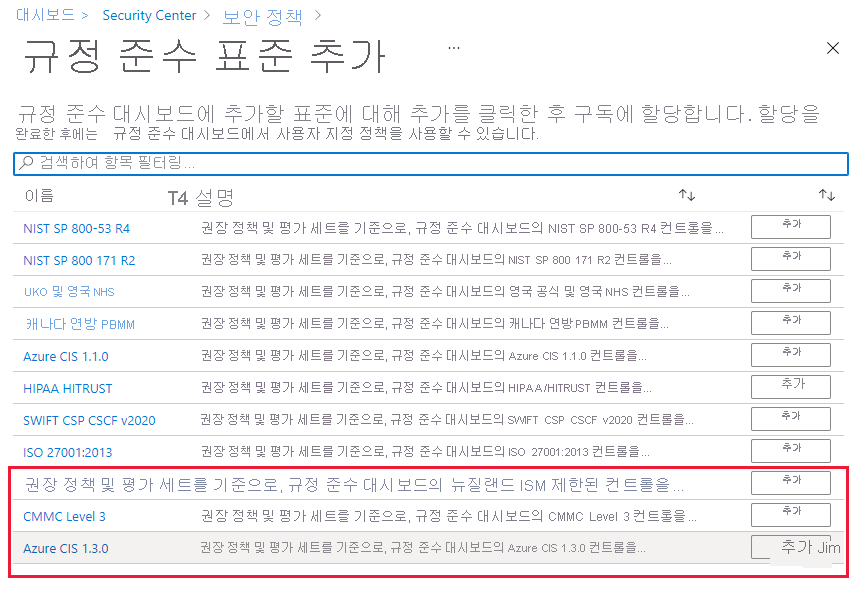 대시보드 > Security Center > 보안 정책 >
규정 준수 표준 추가 ...
규정 준수 대시보드에 추가할 표준에 대해 추가를 클릭한 후 구독에 할당합니다. 할당을
완료한 후에는 규정 준수 대시보드에서 사용자 지정 정책을 사용할 수 있습니다.
검색하여 항목 필터링...
이름 T4 설명 ↑↓ ↑↓
NIST SP 800-53 R4 권장 정책 및 평가 세트를 기준으로, 규정 준수 대시보드의 NIST SP 800-53 R4 컨트롤을... 추가
NIST SP 800 171 R2 권장 정책 및 평가 세트를 기준으로, 규정 준수 대시보드의 NIST SP 800 171 R2 컨트롤을... 추가
UKO 및 영국 NHS 권장 정책 및 평가 세트를 기준으로, 규정 준수 대시보드의 영국 공식 및 영국 NHS 컨트롤을... 추가
캐나다 연방 PBMM 권장 정책 및 평가 세트를 기준으로, 규정 준수 대시보드의 캐나다 연방 PBMM 컨트롤을... 추가
Azure CIS 1.1.0 권장 정책 및 평가 세트를 기준으로, 규정 준수 대시보드의 Azure CIS 1.1.0 컨트롤을... 추가
HIPAA HITRUST 권장 정책 및 평가 세트를 기준으로, 규정 준수 대시보드의 HIPAA/HITRUST 컨트롤을... 추가
SWIFT CSP CSCF v2020 권장 정책 및 평가 세트를 기준으로, 규정 준수 대시보드의 SWIFT CSP CSCF v2020 컨트롤을... 추가
ISO 27001:2013 권장 정책 및 평가 세트를 기준으로, 규정 준수 대시보드의 ISO 27001:2013 컨트롤을... 추가
권장 정책 및 평가 세트를 기준으로, 규정 준수 대시보드의 뉴질랜드 ISM 제한된 컨트롤을... 추가
CMMC Level 3 권장 정책 및 평가 세트를 기준으로, 규정 준수 대시보드의 CMMC Level 3 컨트롤을... 추가
Azure CIS 1.3.0 권장 정책 및 평가 세트를 기준으로, 규정 준수 대시보드의 Azure CIS 1.3.0 컨트롤을... 추가 Jim